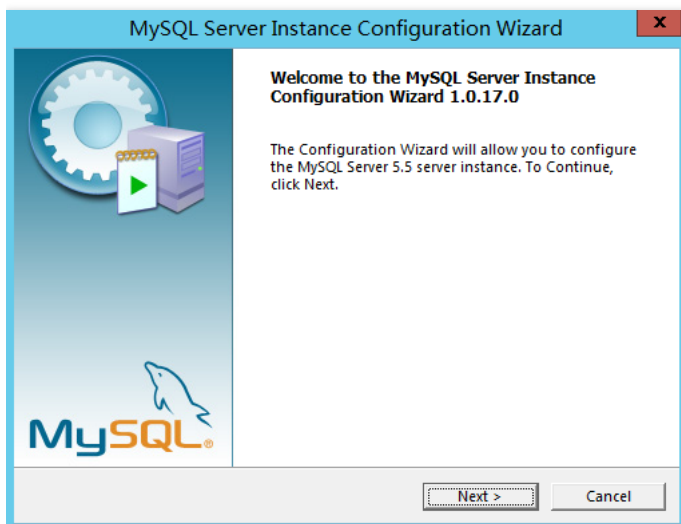 MySQL Server Instance Configuration Wizard
x
Welcome to the MySQL Server Instance
Configuration Wizard 1.0.17.0
The Configuration Wizard will allow you to configure
the MySQL Server 5.5 server instance. To Continue,
click Next.
MySQL®
Next >
Cancel